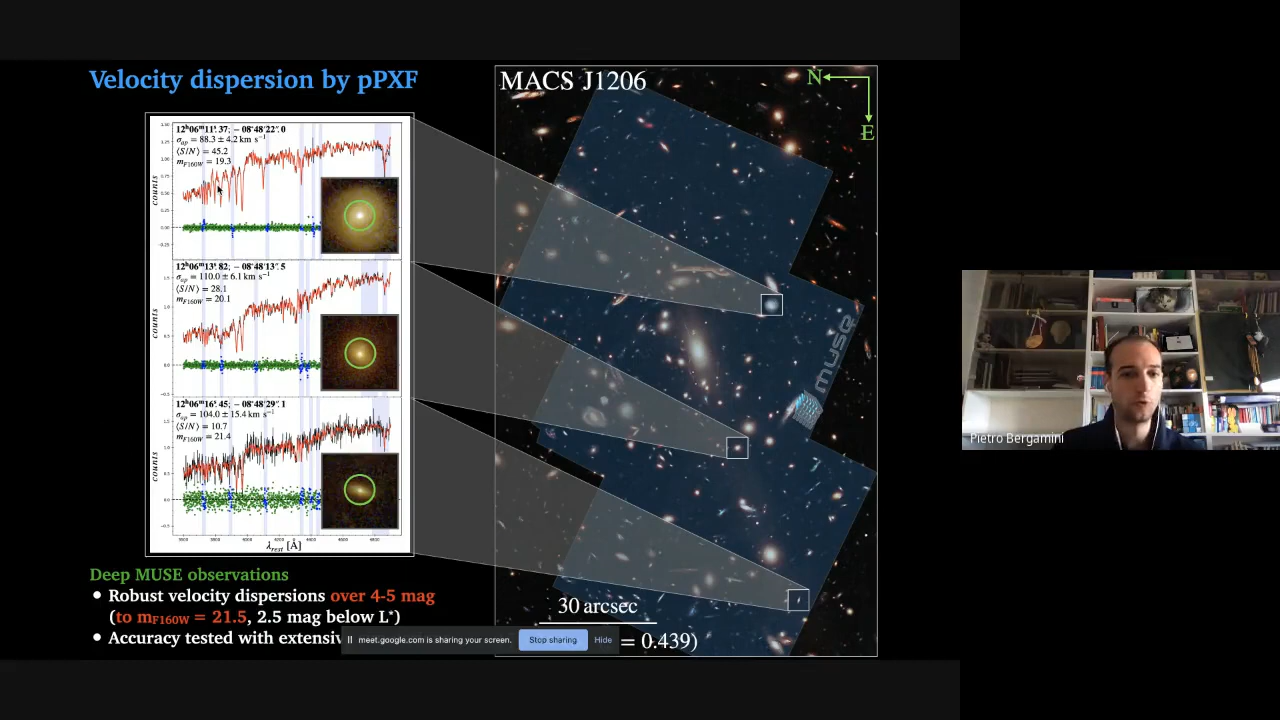 Velocity dispersion by pPXF
12ʰ06ᵐ11ˢ.37; −08°48′22″.0
σap = 88.3 ± 4.2 km s⁻¹
⟨S/N⟩ = 45.2
mF160W = 19.3
counts
12ʰ06ᵐ13ˢ.82; −08°48′13″.5
σap = 110.0 ± 6.1 km s⁻¹
⟨S/N⟩ = 28.1
mF160W = 20.1
counts
12ʰ06ᵐ16ˢ.45; −08°48′29″.1
σap = 104.0 ± 15.4 km s⁻¹
⟨S/N⟩ = 10.7
mF160W = 21.4
counts
λrest [Å]
Deep MUSE observations
• Robust velocity dispersions over 4-5 mag
(to mF160W = 21.5, 2.5 mag below L*)
• Accuracy tested with extensiv
MACS J1206
N
E
muse
30 arcsec
= 0.439)
meet.google.com is sharing your screen.
Stop sharing
Hide
Pietro Bergamini